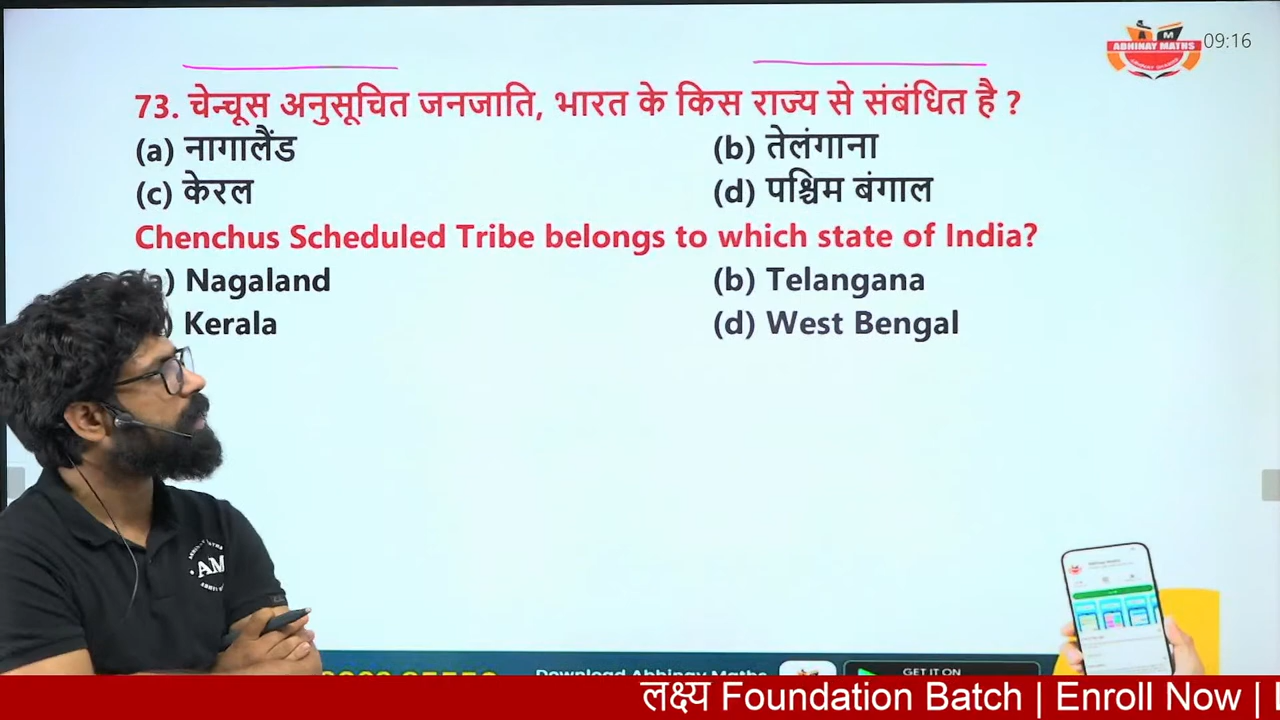 ABHINAY MATHS
09:16
73. चेन्चूस अनुसूचित जनजाति, भारत के किस राज्य से संबंधित है ?
(a) नागालैंड (b) तेलंगाना
(c) केरल (d) पश्चिम बंगाल
Chenchus Scheduled Tribe belongs to which state of India?
a) Nagaland (b) Telangana
) Kerala (d) West Bengal
AM
Download Abhinay Maths
GET IT ON
लक्ष्य Foundation Batch | Enroll Now |